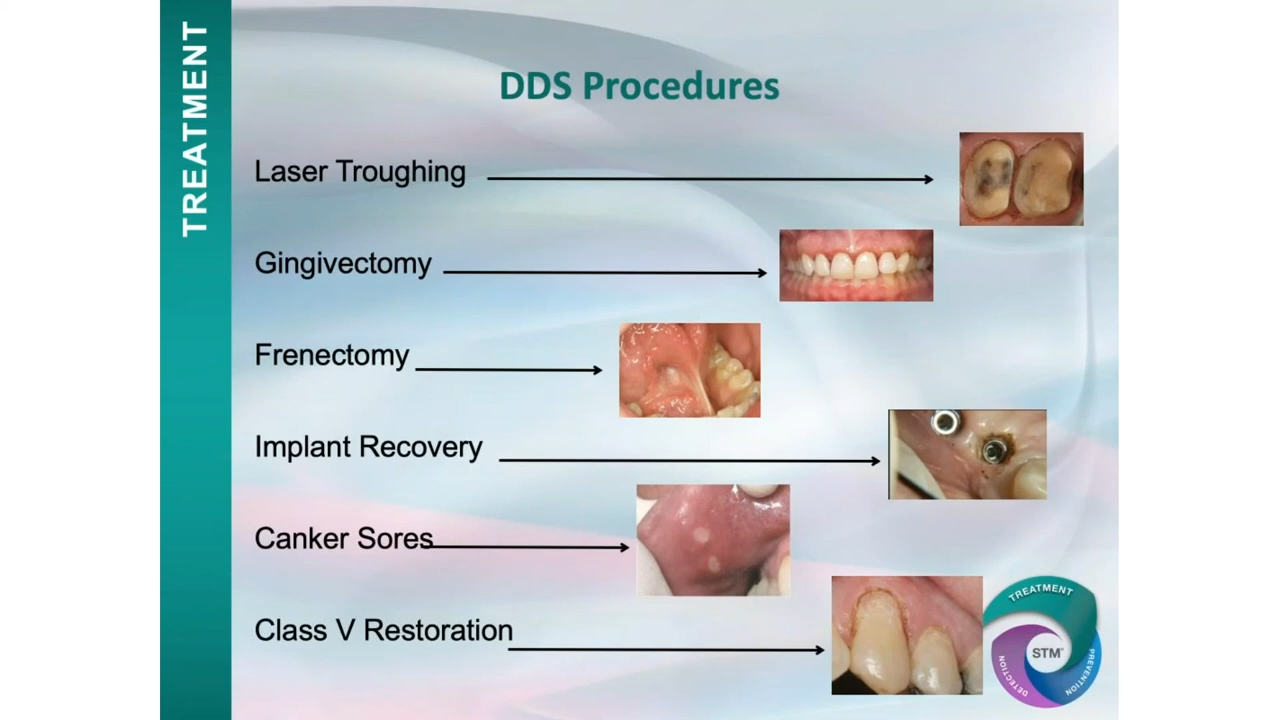 TREATMENT
DDS Procedures
Laser Troughing
Gingivectomy
Frenectomy
Implant Recovery
Canker Sores
Class V Restoration
TREATMENT
STM
DETECTION
PREVENTION